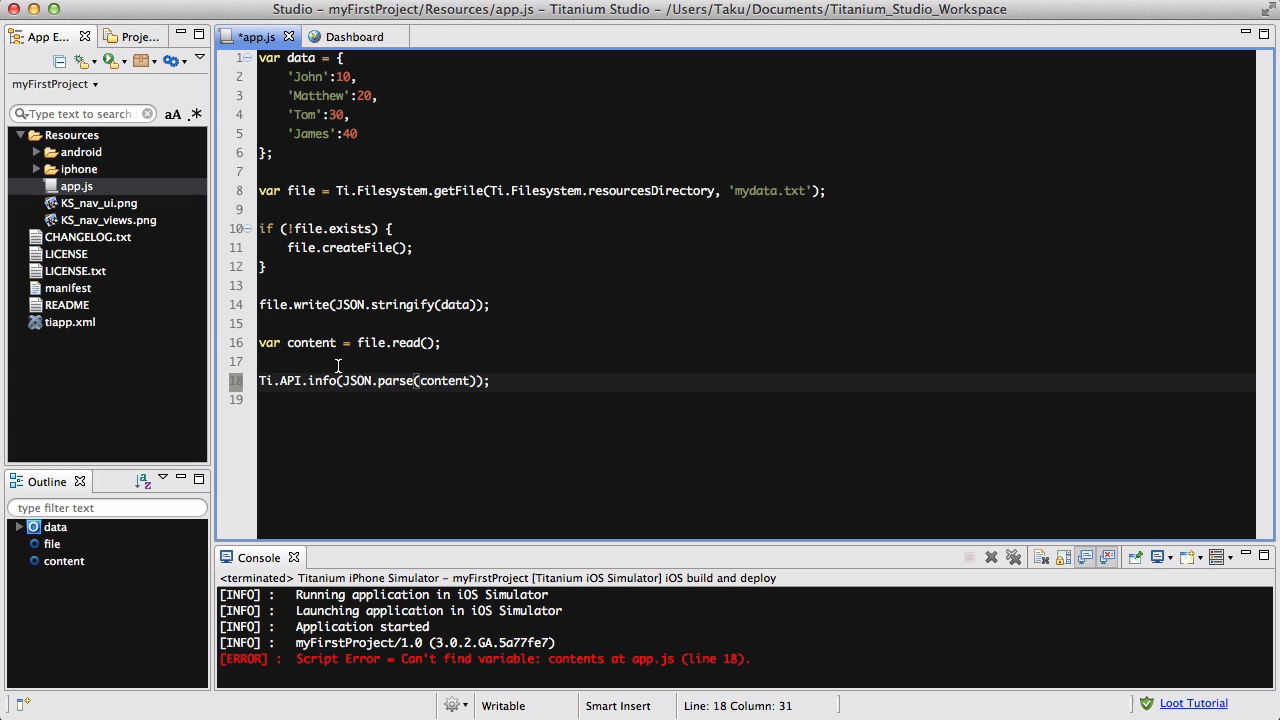 Studio - myFirstProject/Resources/app.js - Titanium Studio - /Users/Taku/Documents/Titanium_Studio_Workspace
App E...
Proje...
*app.js
Dashboard
myFirstProject
Type text to search
aA .*
Resources
android
iphone
app.js
KS_nav_ui.png
KS_nav_views.png
CHANGELOG.txt
LICENSE
LICENSE.txt
manifest
README
tiapp.xml
1 var data = {
2 'John':10,
3 'Matthew':20,
4 'Tom':30,
5 'James':40
6 };
7
8 var file = Ti.Filesystem.getFile(Ti.Filesystem.resourcesDirectory, 'mydata.txt');
9
10 if (!file.exists) {
11 file.createFile();
12 }
13
14 file.write(JSON.stringify(data));
15
16 var content = file.read();
17
18 Ti.API.info(JSON.parse(content));
19
Outline
type filter text
data
file
content
Console
<terminated> Titanium iPhone Simulator - myFirstProject [Titanium iOS Simulator] iOS build and deploy
[INFO] : Running application in iOS Simulator
[INFO] : Launching application in iOS Simulator
[INFO] : Application started
[INFO] : myFirstProject/1.0 (3.0.2.GA.5a77fe7)
[ERROR] : Script Error = Can't find variable: contents at app.js (line 18).
Writable
Smart Insert
Line: 18 Column: 31
Loot Tutorial